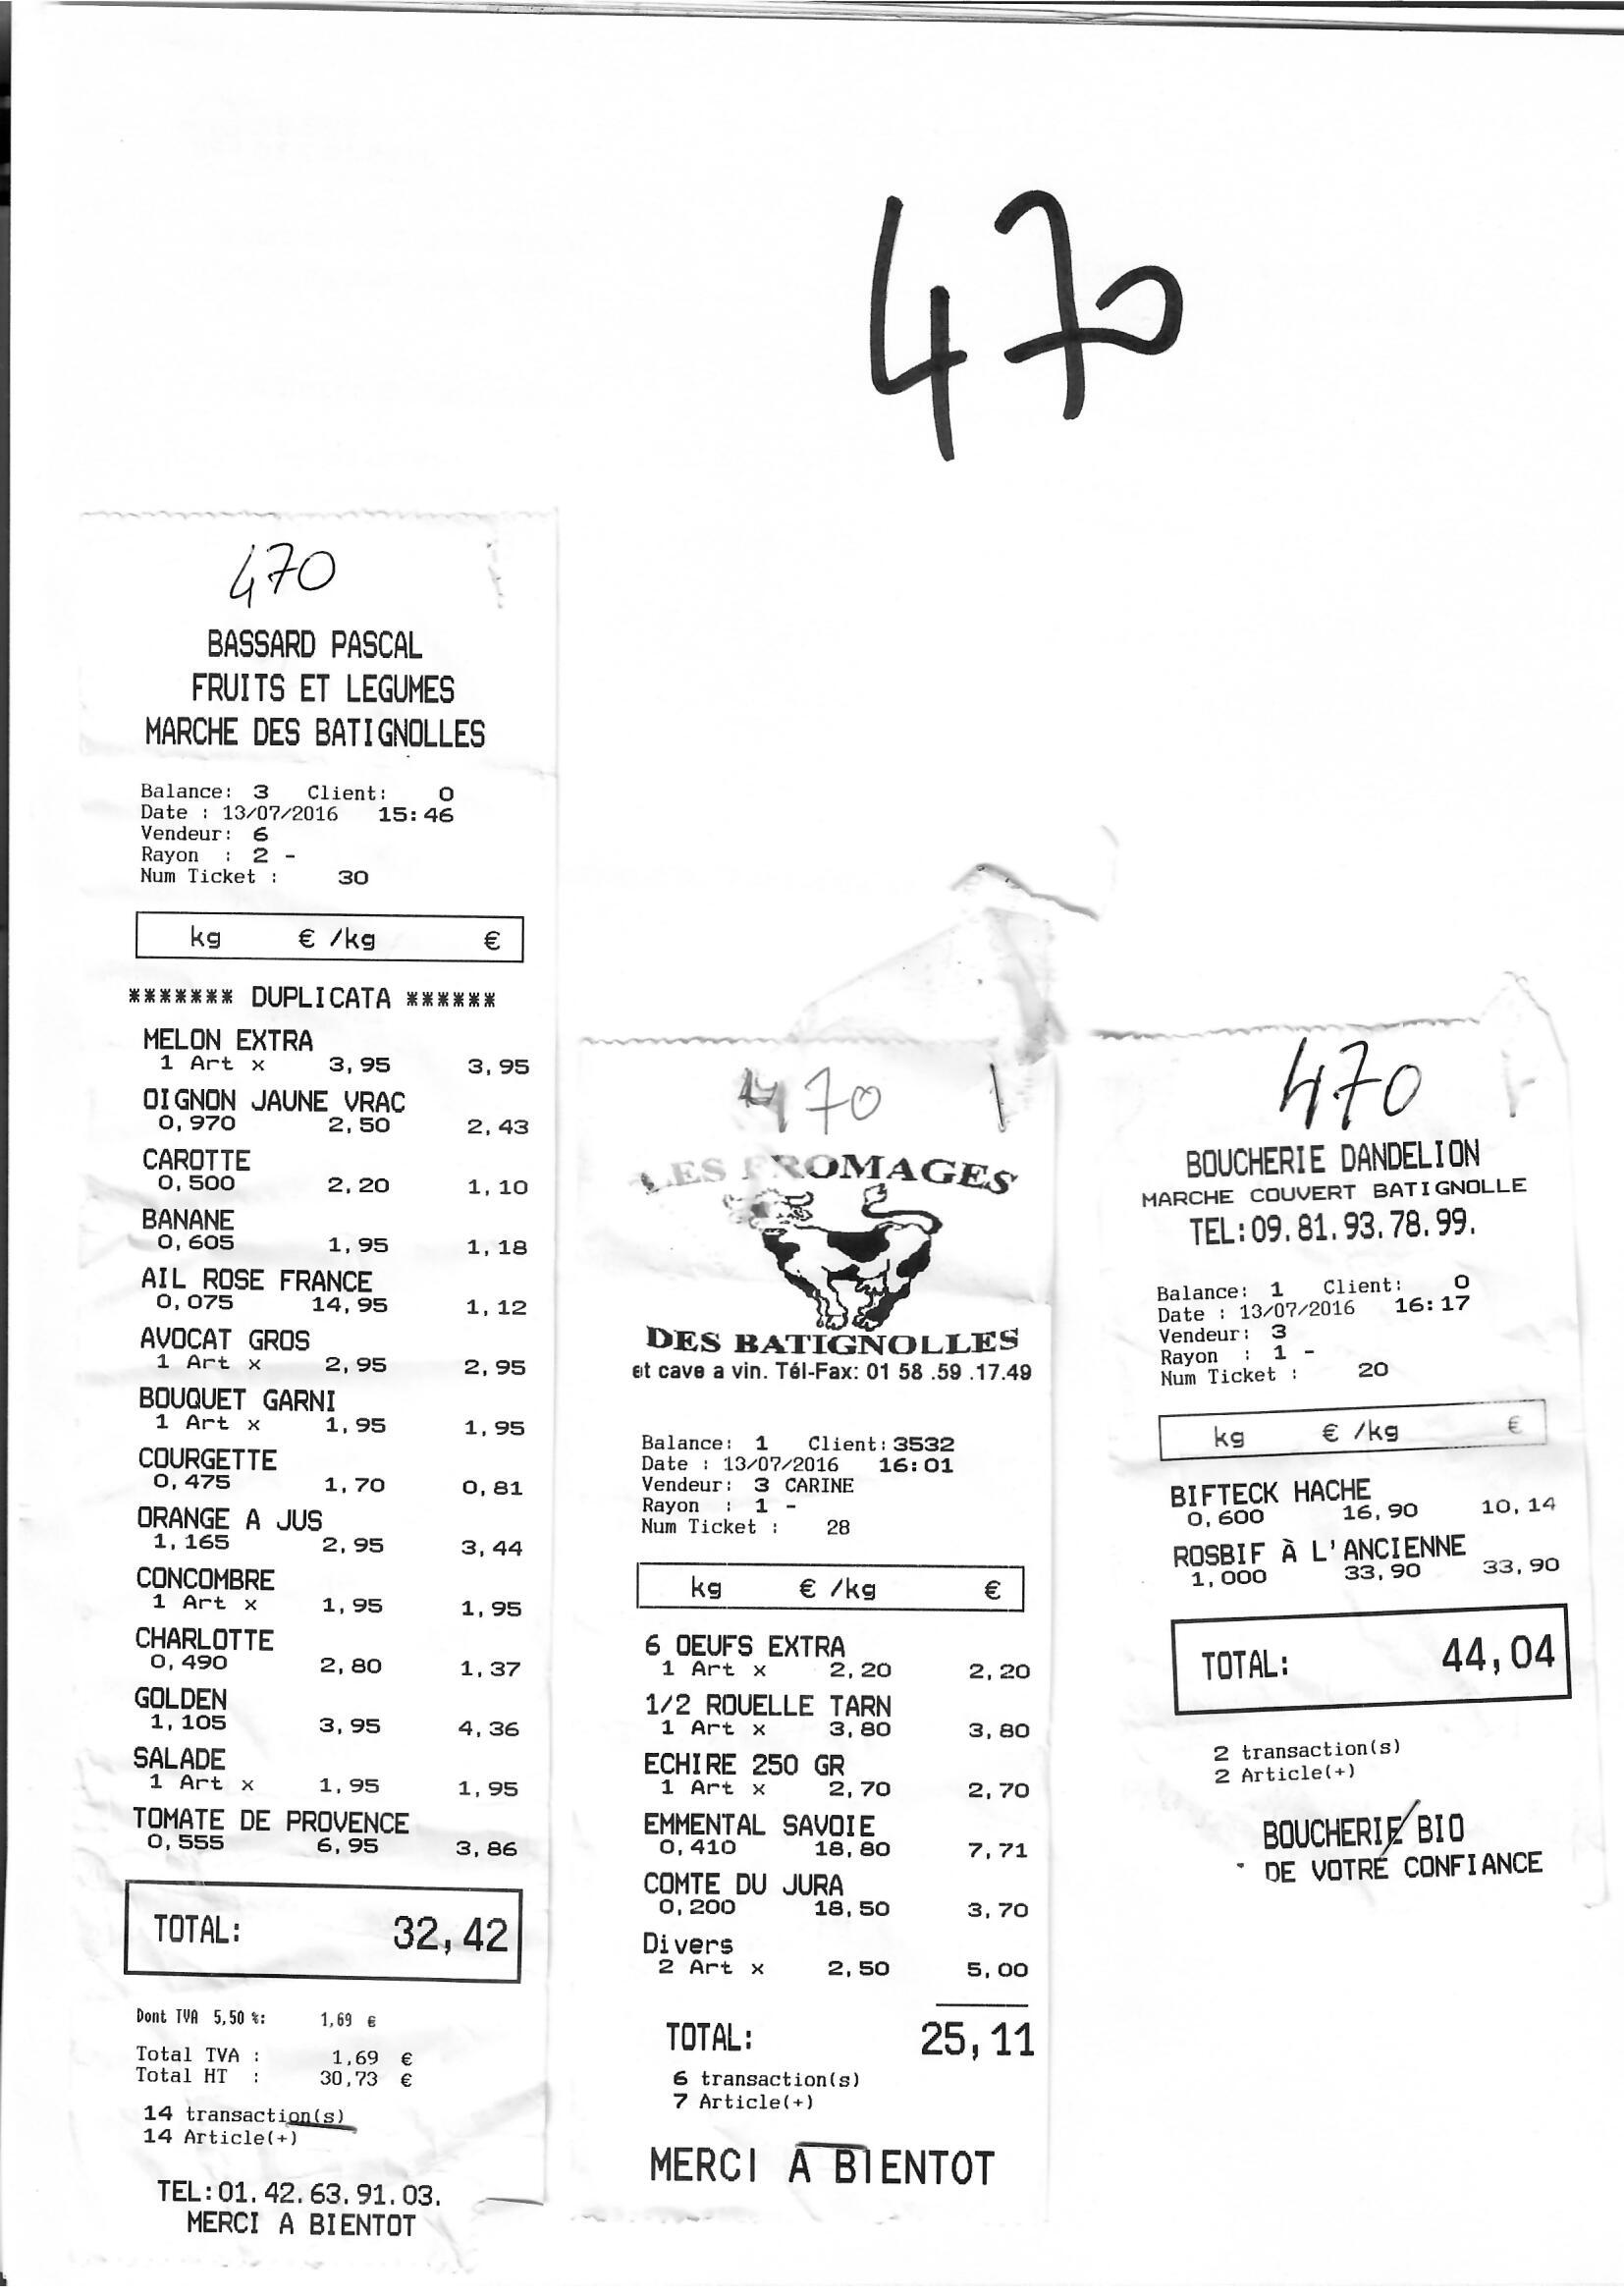 470
470
BASSARD PASCAL
FRUITS ET LEGUMES
MARCHE DES BATIGNOLLES
Balance: 3 Client: 0
Date : 13/07/2016 15:46
Vendeur: 6
Rayon : 2 -
Num Ticket : 30
kg € /kg €
******* DUPLICATA ******
MELON EXTRA
1 Art x 3,95 3,95
OIGNON JAUNE VRAC
0,970 2,50 2,43
CAROTTE
0,500 2,20 1,10
BANANE
0,605 1,95 1,18
AIL ROSE FRANCE
0,075 14,95 1,12
AVOCAT GROS
1 Art x 2,95 2,95
BOUQUET GARNI
1 Art x 1,95 1,95
COURGETTE
0,475 1,70 0,81
ORANGE A JUS
1,165 2,95 3,44
CONCOMBRE
1 Art x 1,95 1,95
CHARLOTTE
0,490 2,80 1,37
GOLDEN
1,105 3,95 4,36
SALADE
1 Art x 1,95 1,95
TOMATE DE PROVENCE
0,555 6,95 3,86
TOTAL: 32,42
Dont TVA 5,50 %: 1,69 €
Total TVA : 1,69 €
Total HT : 30,73 €
14 transaction(s)
14 Article(+)
TEL:01.42.63.91.03.
MERCI A BIENTOT
470
LES FROMAGES
DES BATIGNOLLES
et cave a vin. Tél-Fax: 01 58 .59 .17.49
Balance: 1 Client:3532
Date : 13/07/2016 16:01
Vendeur: 3 CARINE
Rayon : 1 -
Num Ticket : 28
kg € /kg €
6 OEUFS EXTRA
1 Art x 2,20 2,20
1/2 ROUELLE TARN
1 Art x 3,80 3,80
ECHIRE 250 GR
1 Art x 2,70 2,70
EMMENTAL SAVOIE
0,410 18,80 7,71
COMTE DU JURA
0,200 18,50 3,70
Divers
2 Art x 2,50 5,00
TOTAL: 25,11
6 transaction(s)
7 Article(+)
MERCI A BIENTOT
470
BOUCHERIE DANDELION
MARCHE COUVERT BATIGNOLLE
TEL:09.81.93.78.99.
Balance: 1 Client: 0
Date : 13/07/2016 16:17
Vendeur: 3
Rayon : 1 -
Num Ticket : 20
kg € /kg €
BIFTECK HACHE
0,600 16,90 10,14
ROSBIF À L'ANCIENNE
1,000 33,90 33,90
TOTAL: 44,04
2 transaction(s)
2 Article(+)
BOUCHERIE BIO
DE VOTRE CONFIANCE